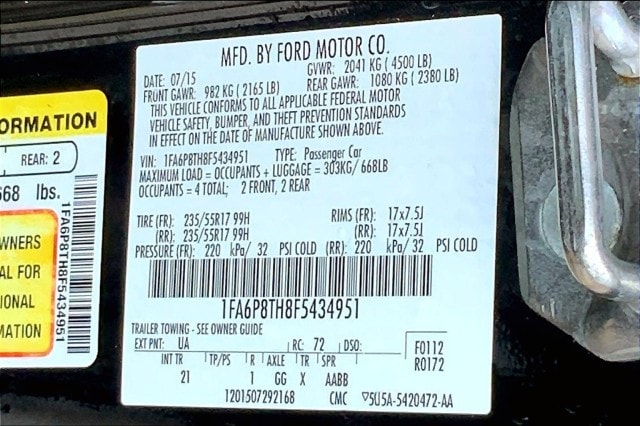 ORMATION
REAR: 2
668 lbs.
WNERS
AL FOR
IONAL
MATION
1FA6P8TH8F5434951
MFD. BY FORD MOTOR CO.
DATE: 07/15 GVWR: 2041 KG ( 4500 LB)
FRONT GAWR: 982 KG ( 2165 LB) REAR GAWR: 1080 KG ( 2380 LB)
THIS VEHICLE CONFORMS TO ALL APPLICABLE FEDERAL MOTOR
VEHICLE SAFETY, BUMPER, AND THEFT PREVENTION STANDARDS
IN EFFECT ON THE DATE OF MANUFACTURE SHOWN ABOVE.
VIN: 1FA6P8TH8F5434951 TYPE: Passenger Car
MAXIMUM LOAD = OCCUPANTS + LUGGAGE = 303KG/ 668LB
OCCUPANTS = 4 TOTAL; 2 FRONT, 2 REAR
TIRE (FR): 235/55R17 99H RIMS (FR): 17x7.5J
(RR): 235/55R17 99H (RR): 17x7.5J
PRESSURE (FR): 220 kPa/ 32 PSI COLD (RR): 220 kPa/ 32 PSI COLD
1FA6P8TH8F5434951
TRAILER TOWING - SEE OWNER GUIDE
EXT PNT: UA RC: 72 DSO: F0112
INT TR TP/PS R AXLE TR SPR R0172
21 1 GG X AABB
1201507292168 CMC 5U5A-5420472-AA